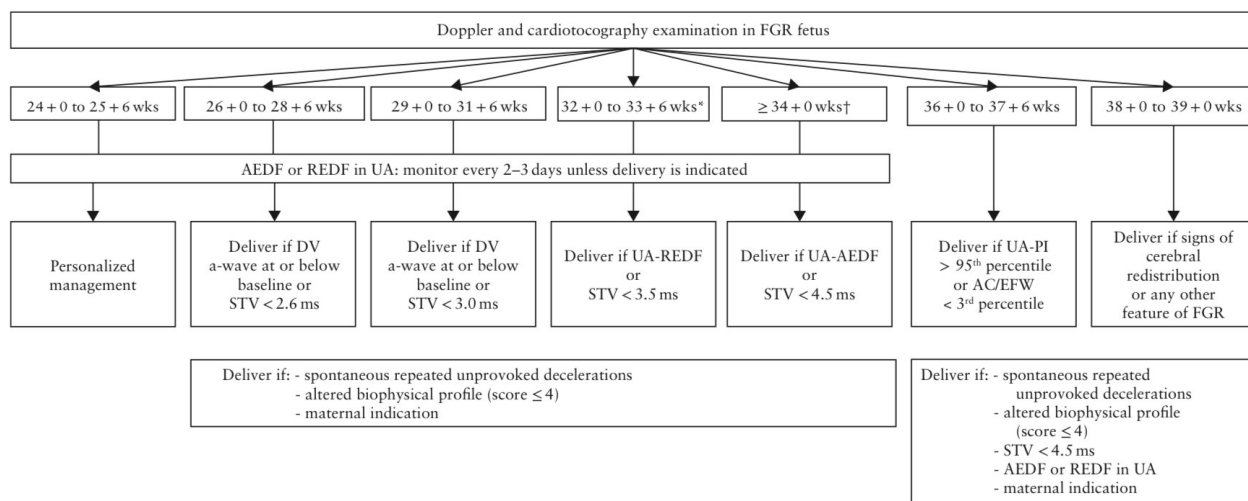 Doppler and cardiotocography examination in FGR fetus
24 + 0 to 25 + 6 wks
26 + 0 to 28 + 6 wks
29 + 0 to 31 + 6 wks
32 + 0 to 33 + 6 wks*
≥ 34 + 0 wks†
36 + 0 to 37 + 6 wks
38 + 0 to 39 + 0 wks
AEDF or REDF in UA: monitor every 2–3 days unless delivery is indicated
Personalized
management
Deliver if DV
a-wave at or below
baseline or
STV < 2.6 ms
Deliver if DV
a-wave at or below
baseline or
STV < 3.0 ms
Deliver if UA-REDF
or
STV < 3.5 ms
Deliver if UA-AEDF
or
STV < 4.5 ms
Deliver if UA-PI
> 95th percentile
or AC/EFW
< 3rd percentile
Deliver if signs of
cerebral
redistribution
or any other
feature of FGR
Deliver if: - spontaneous repeated unprovoked decelerations
- altered biophysical profile (score ≤ 4)
- maternal indication
Deliver if: - spontaneous repeated
unprovoked decelerations
- altered biophysical profile
(score ≤ 4)
- STV < 4.5 ms
- AEDF or REDF in UA
- maternal indication